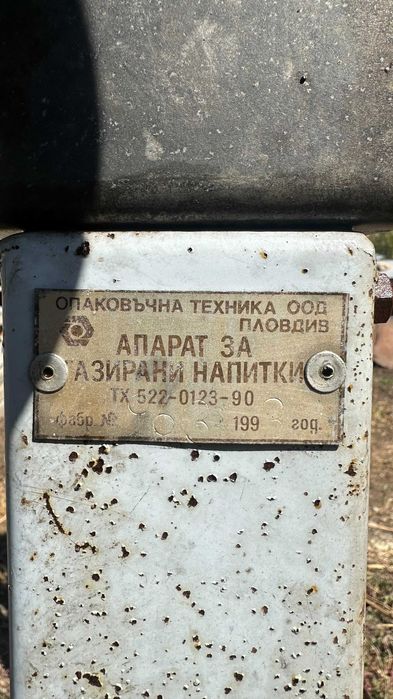 ОПАКОВЪЧНА ТЕХНИКА ООД
ПЛОВДИВ
АПАРАТ ЗА
ГАЗИРАНИ НАПИТКИ
ТХ 522-0123-90
фабр. № 199 год.